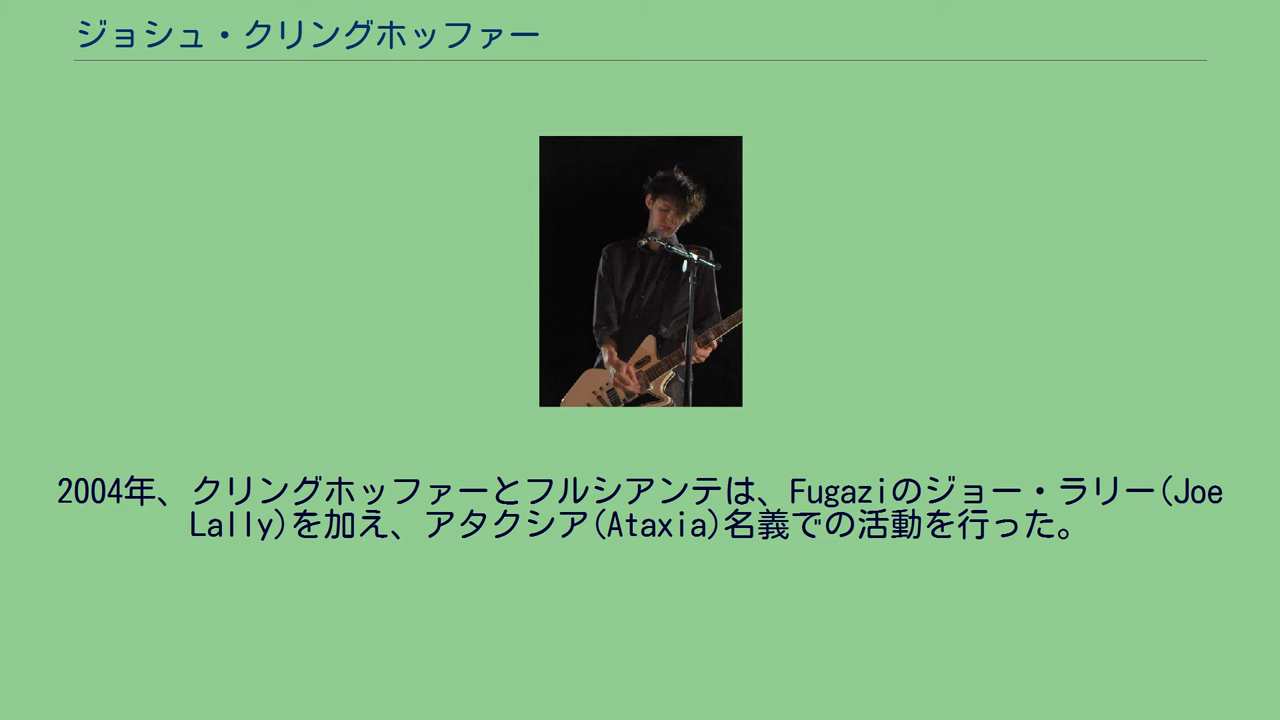 ジョシュ・クリングホッファー
2004年、クリングホッファーとフルシアンテは、Fugaziのジョー・ラリー(Joe
Lally)を加え、アタクシア(Ataxia)名義での活動を行った。